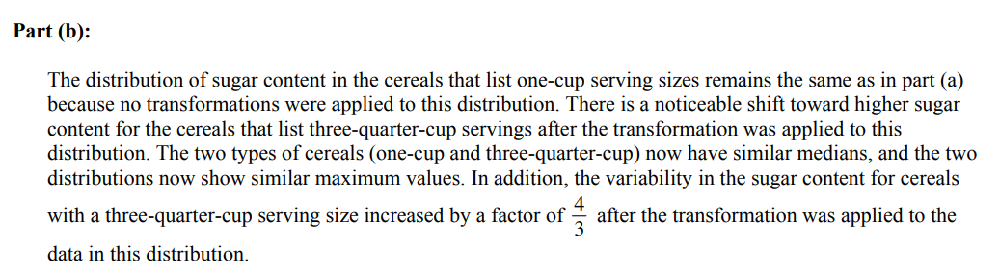 Part (b):
The distribution of sugar content in the cereals that list one-cup serving sizes remains the same as in part (a)
because no transformations were applied to this distribution. There is a noticeable shift toward higher sugar
content for the cereals that list three-quarter-cup servings after the transformation was applied to this
distribution. The two types of cereals (one-cup and three-quarter-cup) now have similar medians, and the two
distributions now show similar maximum values. In addition, the variability in the sugar content for cereals
with a three-quarter-cup serving size increased by a factor of 4/3 after the transformation was applied to the
data in this distribution.